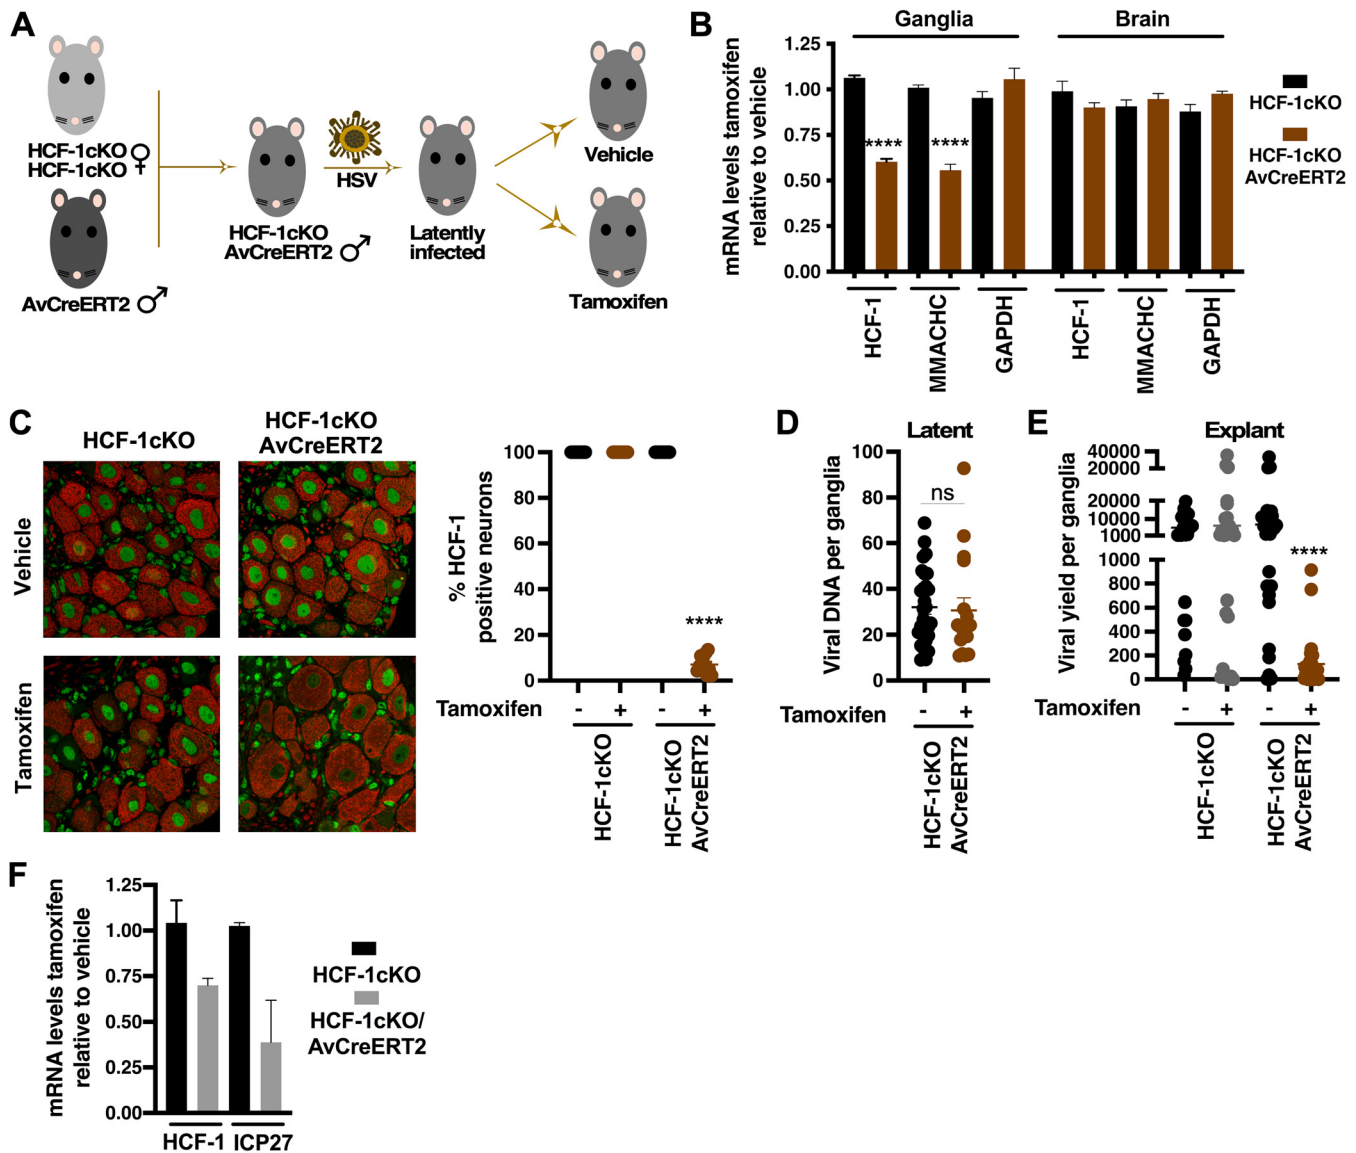 A
HCF-1cKO ♀
HCF-1cKO
AvCreERT2 ♂
HSV
HCF-1cKO
AvCreERT2 ♂
Latently
infected
Vehicle
Tamoxifen
B
Ganglia
Brain
mRNA levels tamoxifen
relative to vehicle
1.25
1.00
0.75
0.50
0.25
0.00
****
****
HCF-1
MMACHC
GAPDH
HCF-1
MMACHC
GAPDH
HCF-1cKO
HCF-1cKO
AvCreERT2
C
HCF-1cKO
HCF-1cKO
AvCreERT2
Vehicle
Tamoxifen
% HCF-1
positive neurons
100
80
60
40
20
0
****
Tamoxifen - + - +
HCF-1cKO
HCF-1cKO
AvCreERT2
D
Latent
Viral DNA per ganglia
100
80
60
40
20
0
ns
Tamoxifen - +
HCF-1cKO
AvCreERT2
E
Explant
Viral yield per ganglia
40000
20000
20000
10000
1000
1000
800
600
400
200
0
****
Tamoxifen - + - +
HCF-1cKO
HCF-1cKO
AvCreERT2
F
mRNA levels tamoxifen
relative to vehicle
1.25
1.00
0.75
0.50
0.25
0.00
HCF-1 ICP27
HCF-1cKO
HCF-1cKO/
AvCreERT2